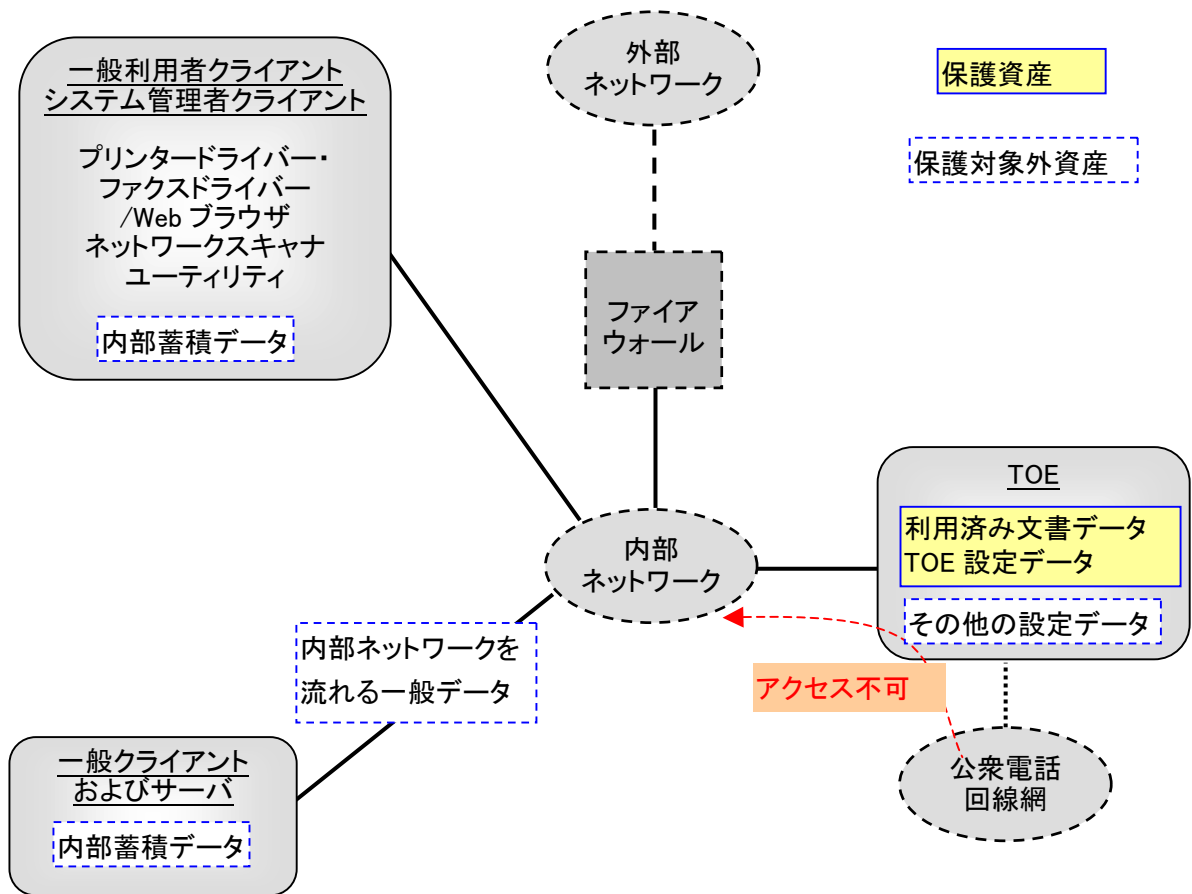 一般利用者クライアント
システム管理者クライアント
プリンタードライバー・
ファクスドライバー
/Web ブラウザ
ネットワークスキャナ
ユーティリティ
内部蓄積データ
外部
ネットワーク
保護資産
保護対象外資産
ファイア
ウォール
内部
ネットワーク
TOE
利用済み文書データ
TOE 設定データ
その他の設定データ
内部ネットワークを
流れる一般データ
アクセス不可
公衆電話
回線網
一般クライアント
およびサーバ
内部蓄積データ